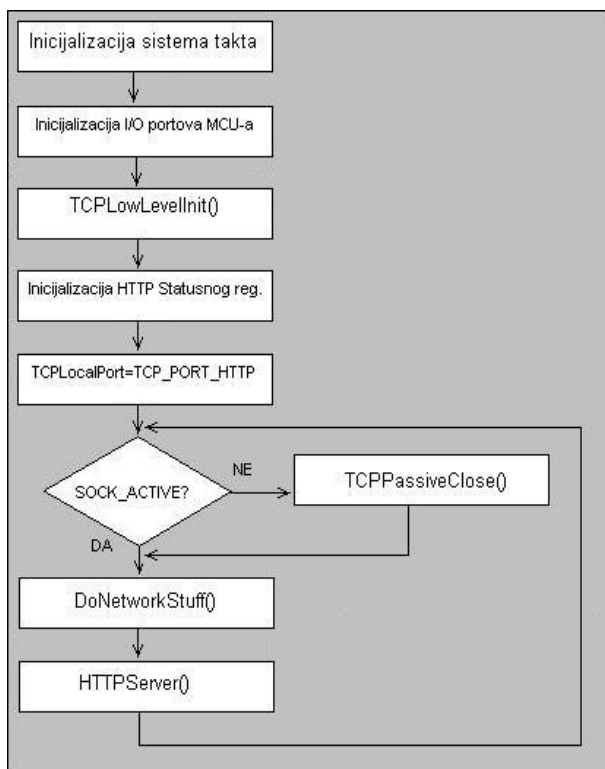 Inicijalizacija sistema takta
Inicijalizacija I/O portova MCU-a
TCPLowLevelInit()
Inicijalizacija HTTP Statusnog reg.
TCPLocalPort=TCP_PORT_HTTP
SOCK_ACTIVE?
NE
TCPPassiveClose()
DA
DoNetworkStuff()
HTTPServer()